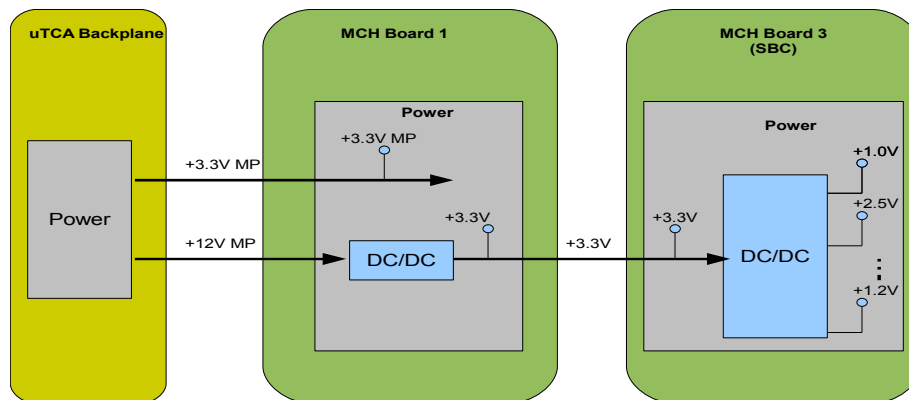 uTCA Backplane
MCH Board 1
MCH Board 3
(SBC)
Power
Power
Power
+3.3V MP
+3.3V MP
+12V MP
DC/DC
+3.3V
+3.3V
+3.3V
DC/DC
+1.0V
+2.5V
+1.2V